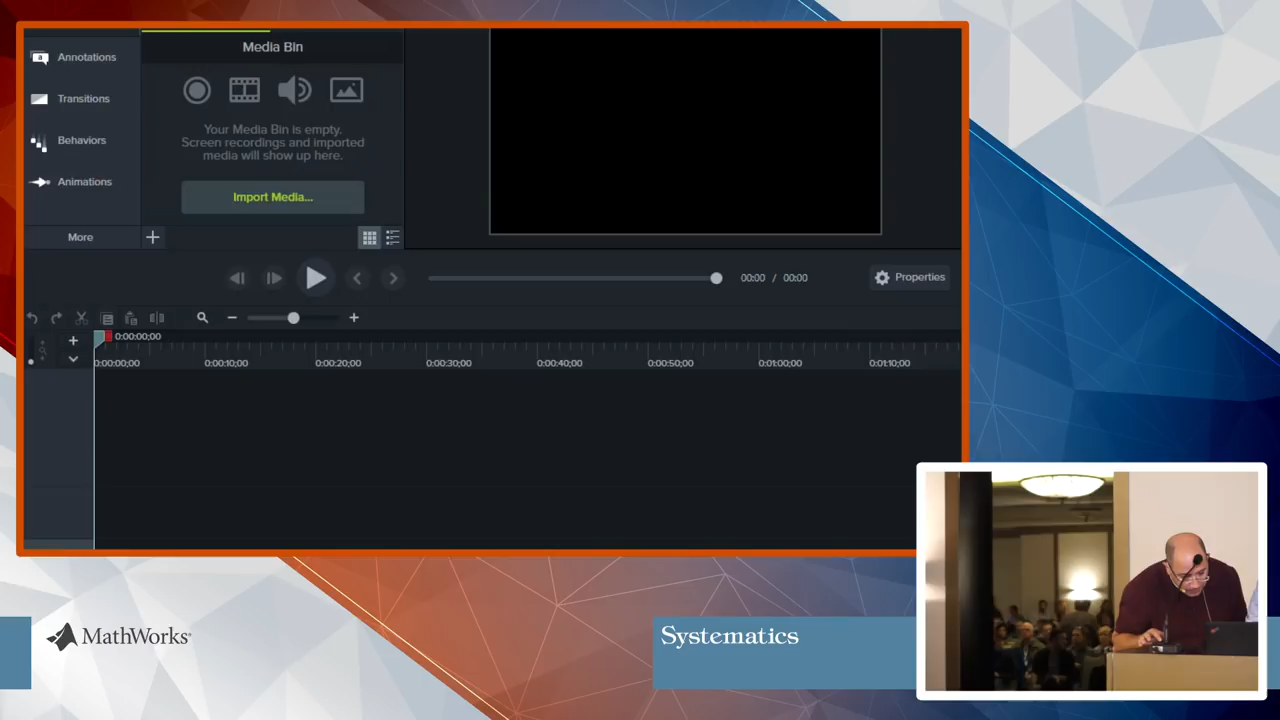 Annotations
Transitions
Behaviors
Animations
More
Media Bin
Your Media Bin is empty.
Screen recordings and imported
media will show up here.
Import Media...
00:00 / 00:00
Properties
0:00:00;00
0:00:00;00 0:00:10;00 0:00:20;00 0:00:30;00 0:00:40;00 0:00:50;00 0:01:00;00 0:01:10;00
MathWorks®
Systematics